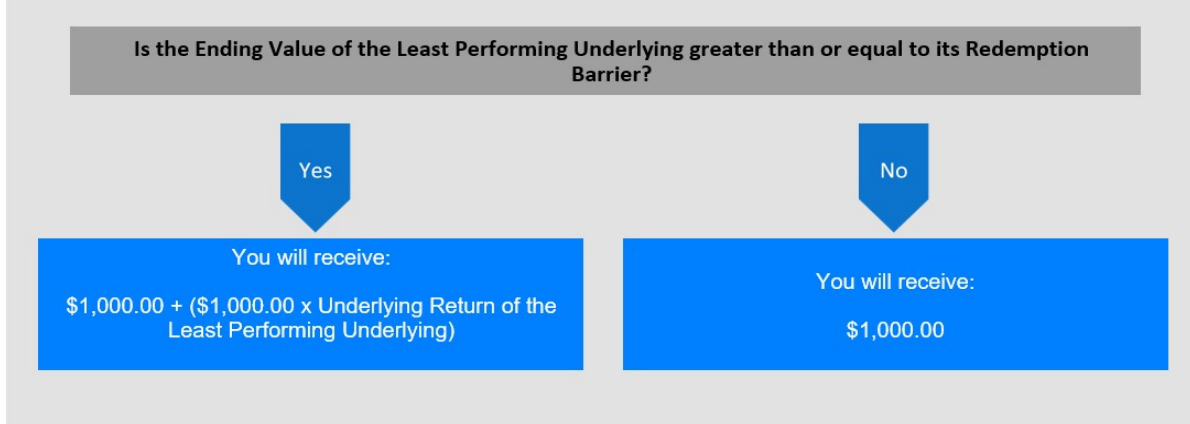 Is the Ending Value of the Least Performing Underlying greater than or equal to its Redemption
Barrier?
Yes
No
You will receive:
$1,000.00 + ($1,000.00 x Underlying Return of the
Least Performing Underlying)
You will receive:
$1,000.00